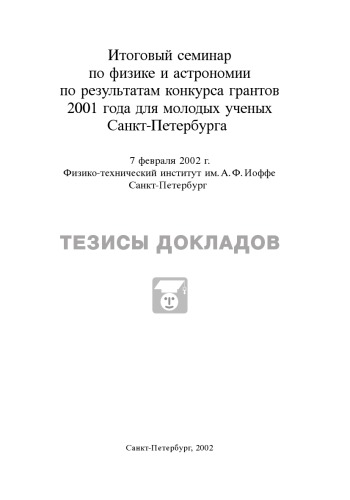 Итоговый семинар
по физике и астрономии
по результатам конкурса грантов
2001 года для молодых ученых
Санкт-Петербурга
7 февраля 2002 г.
Физико-технический институт им. А. Ф. Иоффе
Санкт-Петербург
ТЕЗИСЫ ДОКЛАДОВ
Санкт-Петербург, 2002